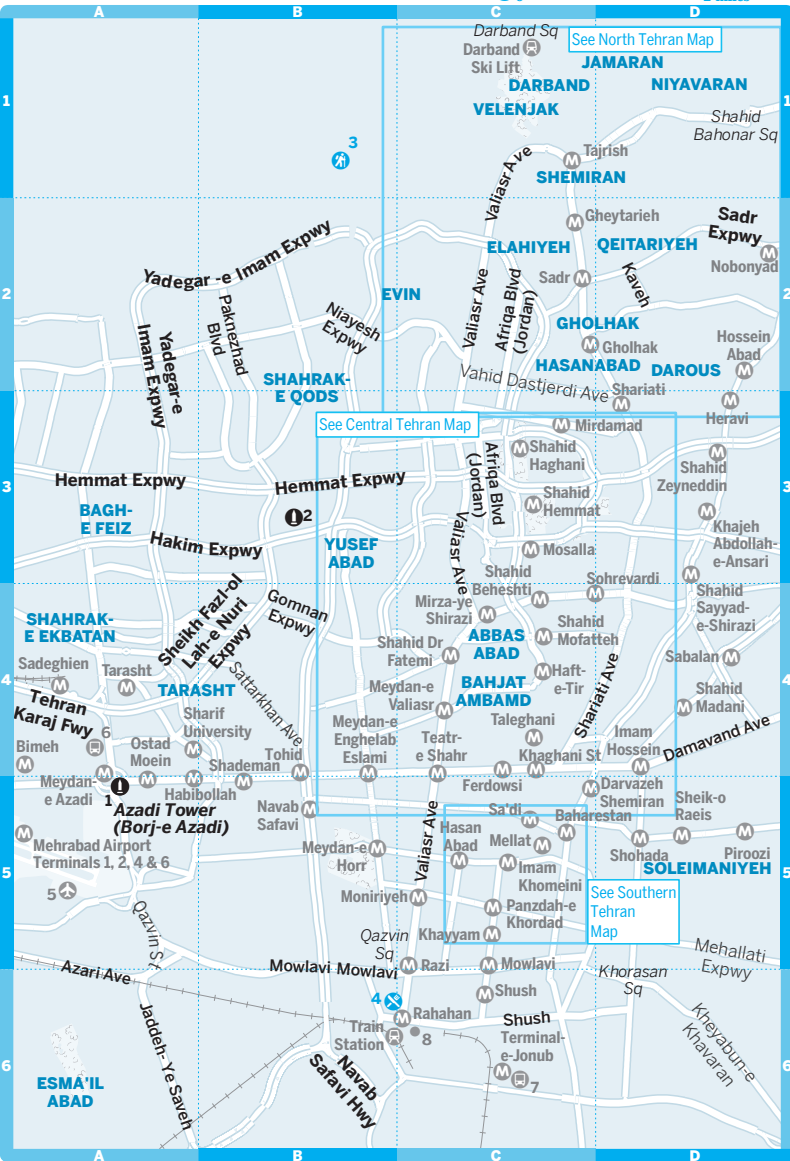 A
B
C
D
Darband Sq
See North Tehran Map
Darband
Ski Lift
JAMARAN
DARBAND
NIYAVARAN
1
1
VELENJAK
Shahid
Bahonar Sq
3
Tajrish
Valiasr Ave
SHEMIRAN
Gheytarieh
Sadr
Expwy
Yadegar -e Imam Expwy
ELAHIYEH
QEITARIYEH
Nobonyad
Sadr
Kaveh
2
2
EVIN
Valiasr Ave
Afriqa Blvd
(Jordan)
Paknezhad
Blvd
Niayesh
Expwy
GHOLHAK
Yadegar-e
Imam Expwy
Gholhak
Hossein
Abad
HASANABAD
DAROUS
SHAHRAK-
E QODS
Vahid Dastjerdi Ave
Shariati
Heravi
See Central Tehran Map
Mirdamad
Shahid
Haghani
Afriqa Blvd
(Jordan)
Shahid
Zeyneddin
Hemmat Expwy
Hemmat Expwy
3
3
Shahid
Hemmat
BAGH-
E FEIZ
2
Khajeh
Abdollah-
e-Ansari
Hakim Expwy
YUSEF
ABAD
Valiasr Ave
Mosalla
Shahid
Beheshti
Sohrevardi
Shahid
Sayyad-
e-Shirazi
Sheikh Fazl-ol
Lah-e Nuri
Expwy
Gomnan
Expwy
Mirza-ye
Shirazi
SHAHRAK-
E EKBATAN
ABBAS
ABAD
Shahid
Mofatteh
Shahid Dr
Fatemi
Sabalan
Sadeghien
Tarasht
Haft-
e-Tir
BAHJAT
AMBAMD
4
4
TARASHT
Sattarkhan Ave
Meydan-e
Valiasr
Shariati Ave
Shahid
Madani
Tehran
Karaj Fwy
Sharif
University
Meydan-e
Enghelab
Eslami
Taleghani
Imam
Hossein
Damavand Ave
6
Bimeh
Ostad
Moein
Tohid
Teatr-
e Shahr
Khaghani St
Shademan
Meydan-
e Azadi
Habibollah
Ferdowsi
Darvazeh
Shemiran
1
Azadi Tower
(Borj-e Azadi)
Navab
Safavi
Sheik-o
Raeis
Sa'di
Baharestan
Valiasr Ave
Hasan
Abad
Mellat
Mehrabad Airport
Terminals 1, 2, 4 & 6
Meydan-e
Horr
Shohada
Piroozi
Imam
Khomeini
SOLEIMANIYEH
5
5
5
Moniriyeh
See Southern
Tehran
Map
Panzdah-e
Khordad
Qazvin St
Qazvin
Sq
Khayyam
Mehallati
Expwy
Azari Ave
Mowlavi Mowlavi
Razi
Mowlavi
Khorasan
Sq
4
Shush
Rahahan
Jaddeh- Ye Saveh
Train
Station
8
Shush
Terminal-
e-Jonub
Kheyabun-e
Khavaran
6
6
Navab
Safavi Hwy
ESMA'IL
ABAD
7
A
B
C
D